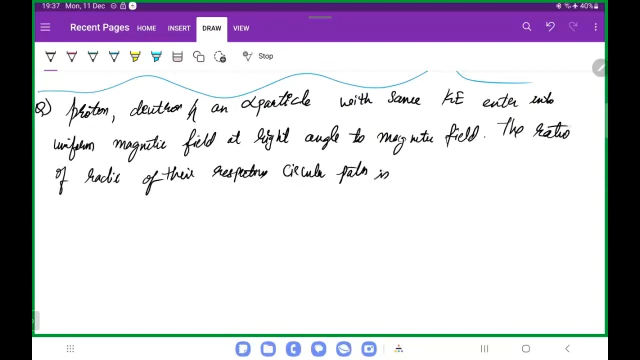 19:37 Mon, 11 Dec 40%
Recent Pages HOME INSERT DRAW VIEW
Stop
Q) proton, deutron & an α particle with same KE enter into
uniform magnetic field at right angle to magnetic field. The ratio
of radii of their respective circular paths is